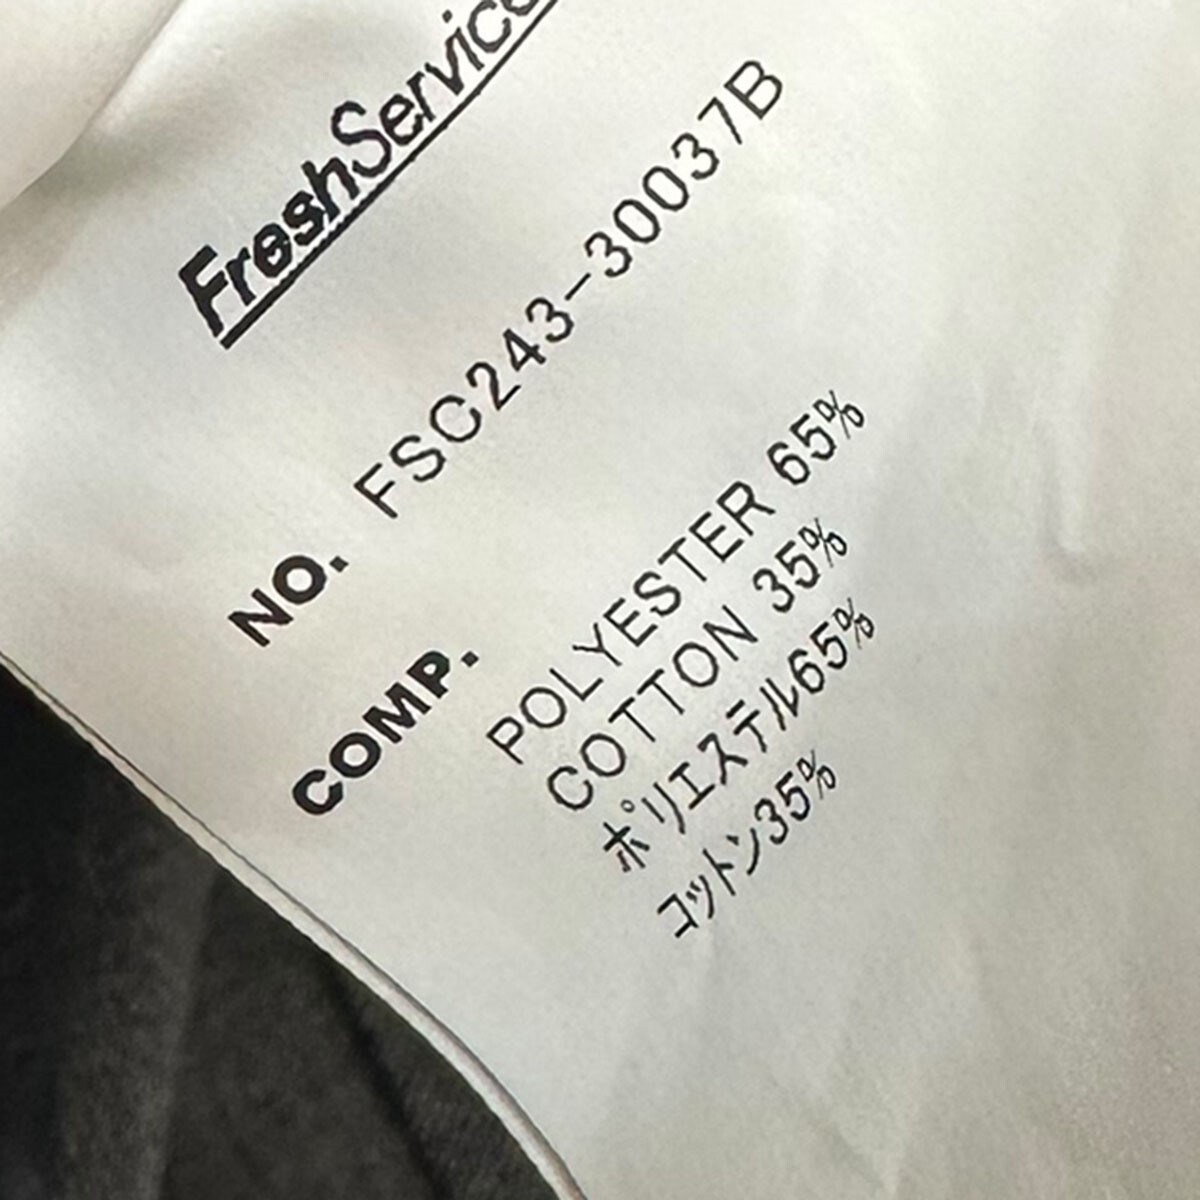 FreshService
NO. FSC243-30037B
COMP. POLYESTER 65%
COTTON 35%
ポリエステル65%
コットン35%